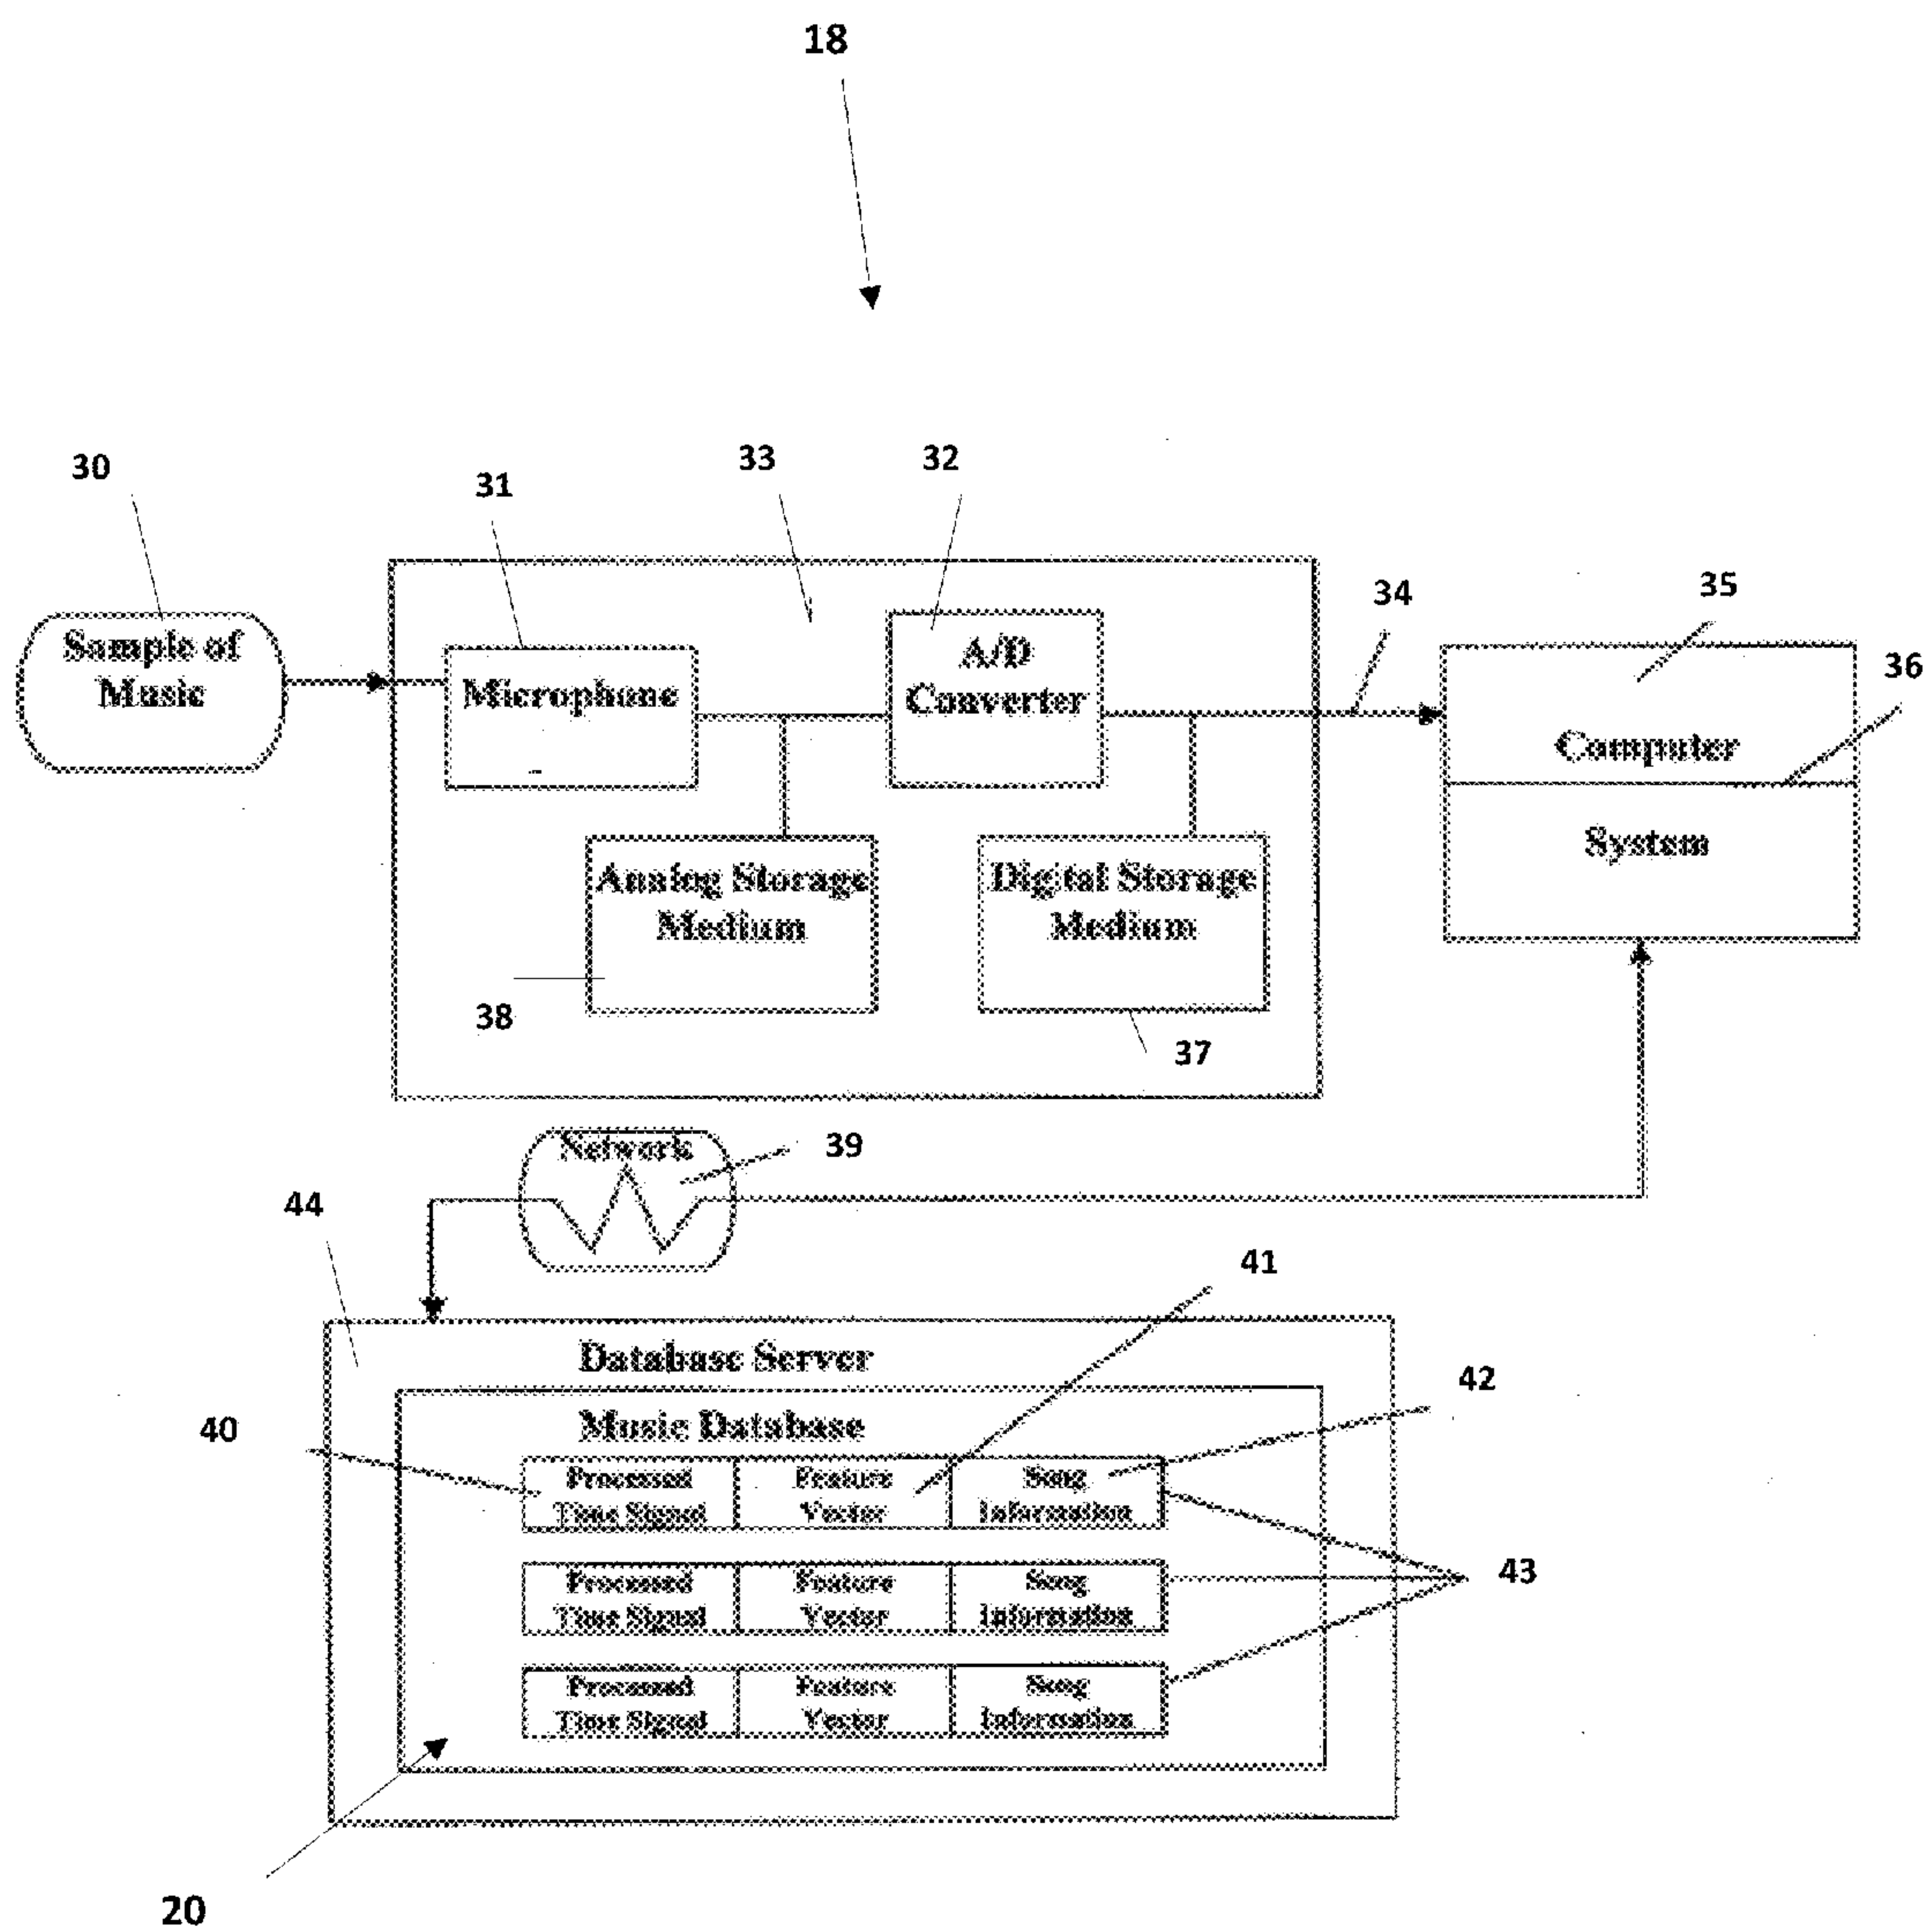 18
30
31
33
32
34
35
36
Sample of
Music
Microphone
A/D
Converter
Computer
System
Analog Storage
Medium
Digital Storage
Medium
38
37
Network
39
44
41
Database Server
42
Music Database
40
Processed
Time Signal
Feature
Vector
Song
Information
43
Processed
Time Signal
Feature
Vector
Song
Information
Processed
Time Signal
Feature
Vector
Song
Information
20